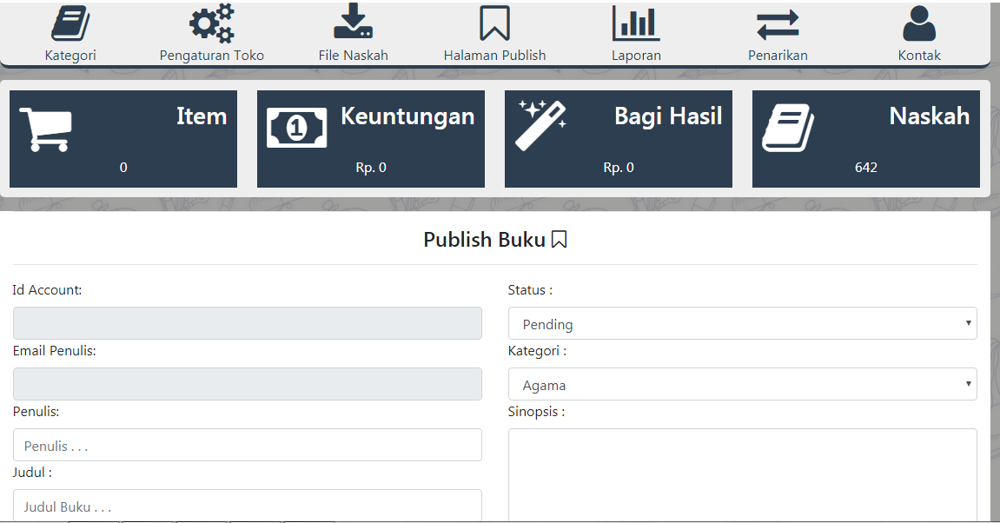 Kategori
Pengaturan Toko
File Naskah
Halaman Publish
Laporan
Penarikan
Kontak
Item
0
1
Keuntungan
Rp. 0
Bagi Hasil
Rp. 0
Naskah
642
Publish Buku
Id Account:
Status :
Pending
Email Penulis:
Kategori :
Agama
Penulis:
Sinopsis :
Penulis . . .
Judul :
Judul Buku . . .